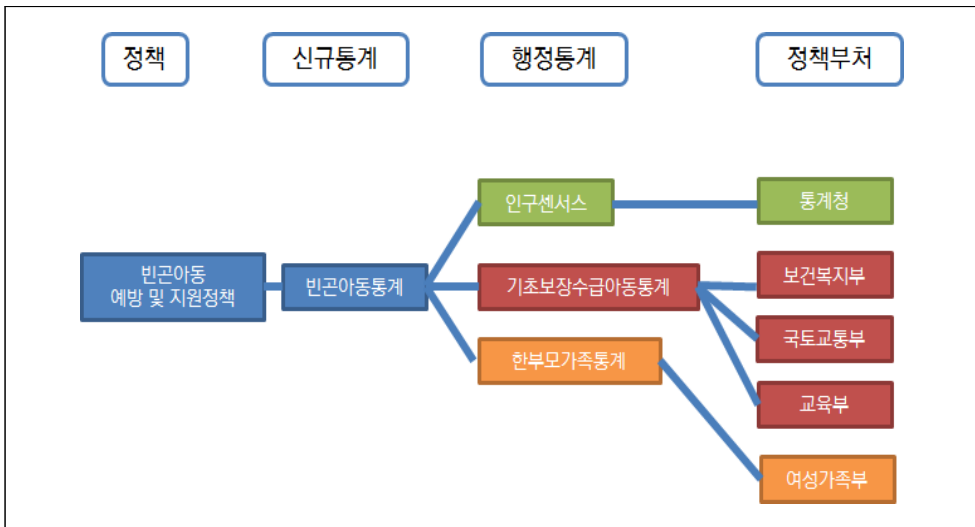 정책
신규통계
행정통계
정책부처
인구센서스
통계청
빈곤아동
예방 및 지원정책
빈곤아동통계
기초보장수급아동통계
보건복지부
국토교통부
한부모가족통계
교육부
여성가족부